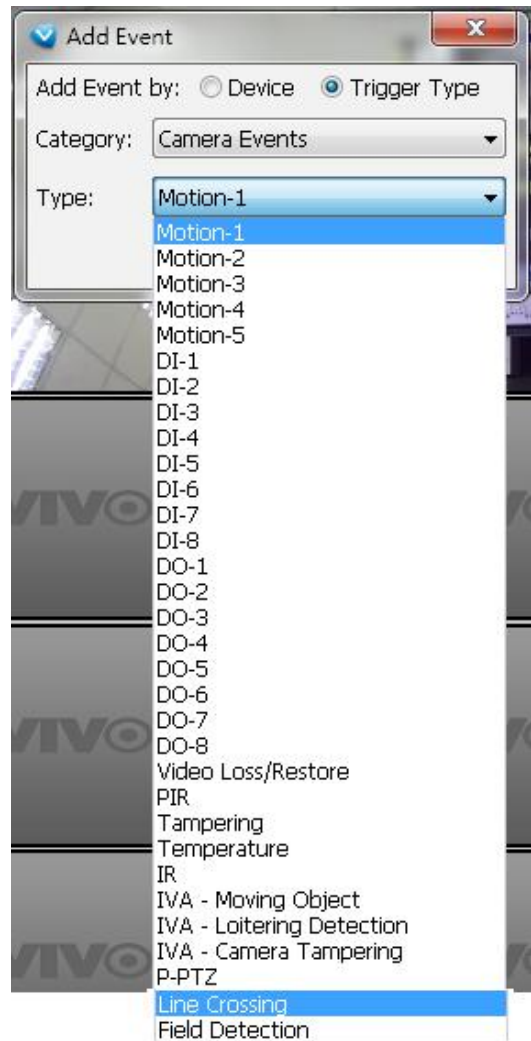 Add Event
Add Event by: Device Trigger Type
Category: Camera Events
Type: Motion-1
Motion-1
Motion-2
Motion-3
Motion-4
Motion-5
DI-1
DI-2
DI-3
DI-4
DI-5
DI-6
DI-7
DI-8
DO-1
DO-2
DO-3
DO-4
DO-5
DO-6
DO-7
DO-8
Video Loss/Restore
PIR
Tampering
Temperature
IR
IVA - Moving Object
IVA - Loitering Detection
IVA - Camera Tampering
P-PTZ
Line Crossing
Field Detection
VIVO
VIVO
VIVO